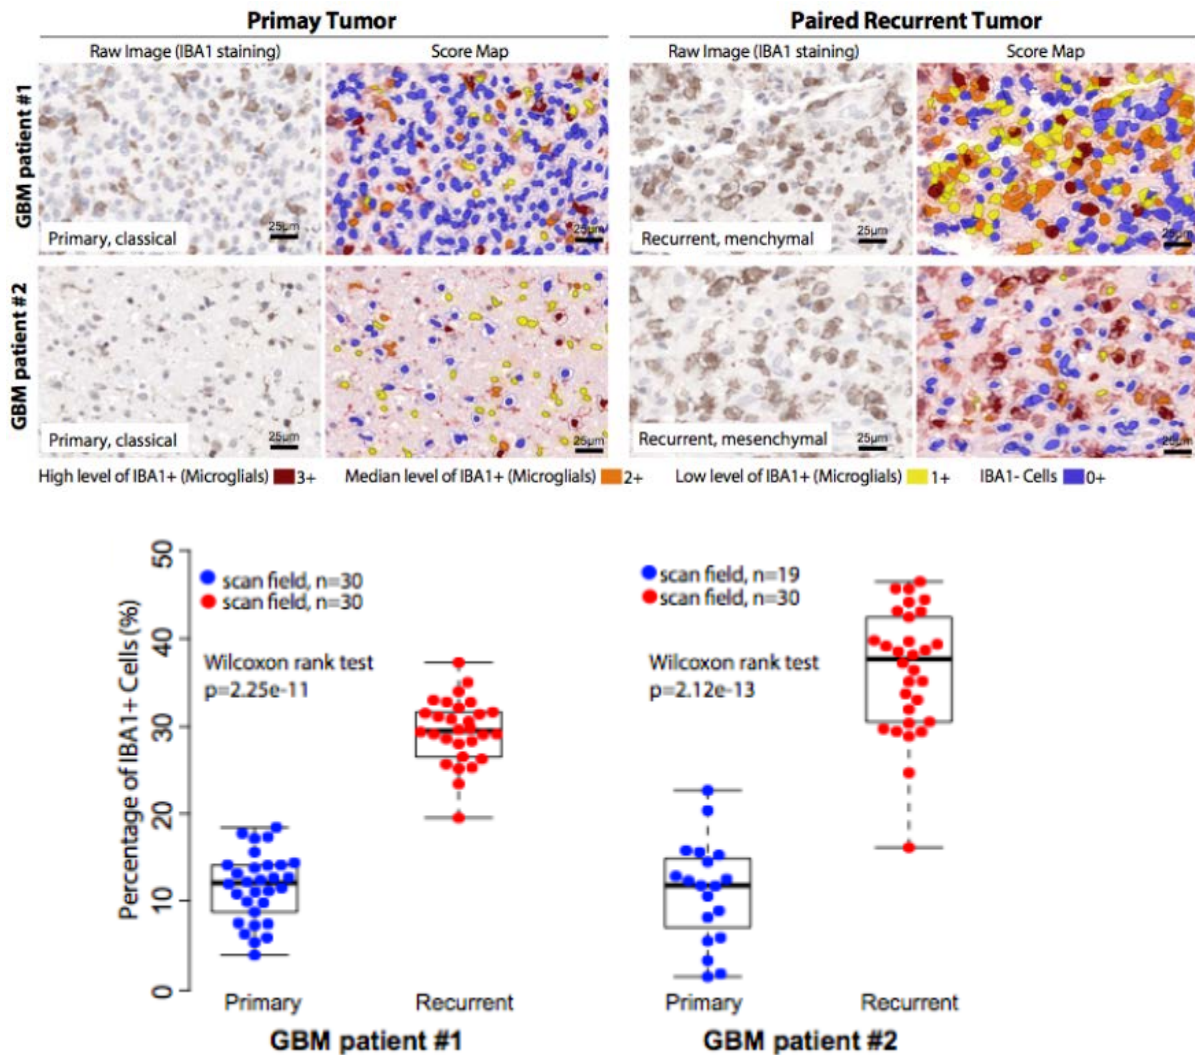 Primay Tumor
Paired Recurrent Tumor
Raw Image (IBA1 staining)
Score Map
Raw Image (IBA1 staining)
Score Map
GBM patient #1
Primary, classical
25µm
25µm
Recurrent, menchymal
25µm
25µm
GBM patient #2
Primary, classical
25µm
25µm
Recurrent, mesenchymal
25µm
25µm
High level of IBA1+ (Microglials) 3+
Median level of IBA1+ (Microglials) 2+
Low level of IBA1+ (Microglials) 1+
IBA1- Cells 0+
Percentage of IBA1+ Cells (%)
50
40
30
20
10
0
scan field, n=30
scan field, n=30
Wilcoxon rank test
p=2.25e-11
scan field, n=19
scan field, n=30
Wilcoxon rank test
p=2.12e-13
Primary
Recurrent
Primary
Recurrent
GBM patient #1
GBM patient #2